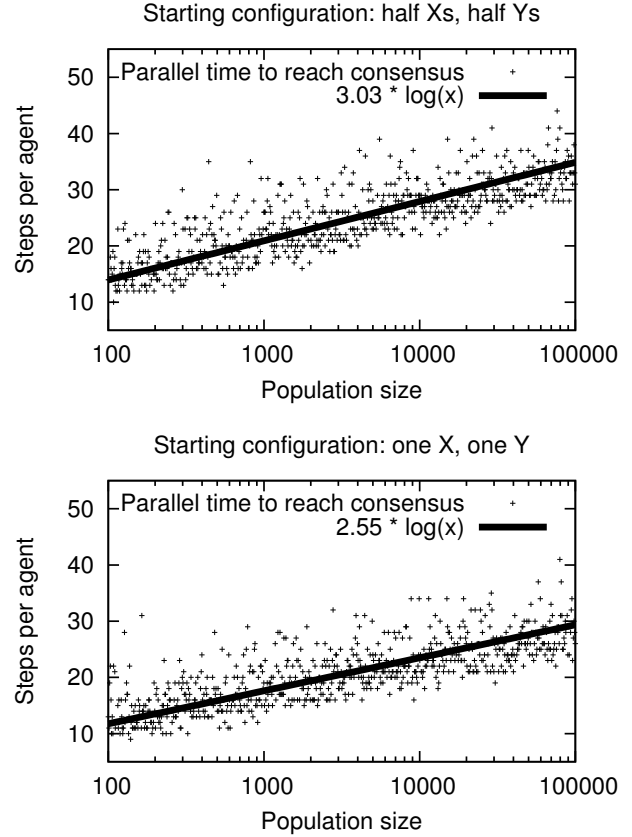 Starting configuration: half Xs, half Ys
50
40
30
20
10
Steps per agent
Parallel time to reach consensus
3.03 * log(x)
100 1000 10000 100000
Population size
Starting configuration: one X, one Y
50
40
30
20
10
Steps per agent
Parallel time to reach consensus
2.55 * log(x)
100 1000 10000 100000
Population size